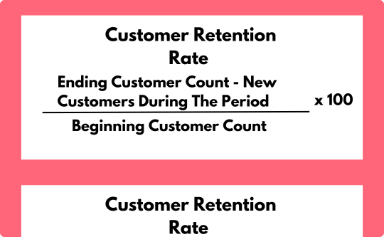 Customer Retention
Rate
Ending Customer Count - New
Customers During The Period
x 100
Beginning Customer Count
Customer Retention
Rate